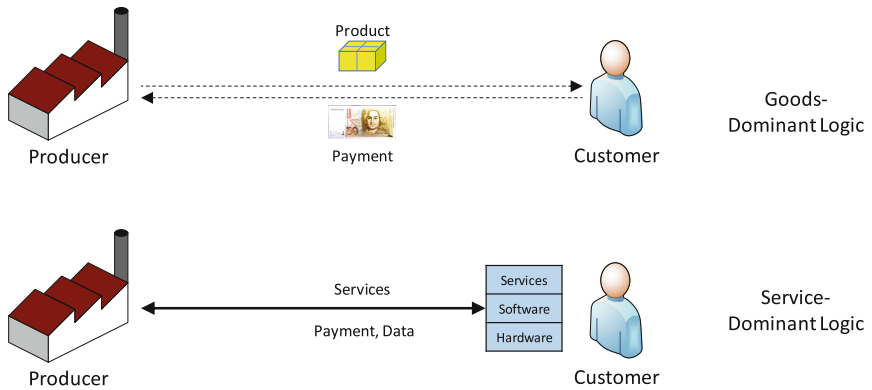 Product
Payment
Producer
Customer
Goods-
Dominant Logic
Services
Payment, Data
Services
Software
Hardware
Producer
Customer
Service-
Dominant Logic